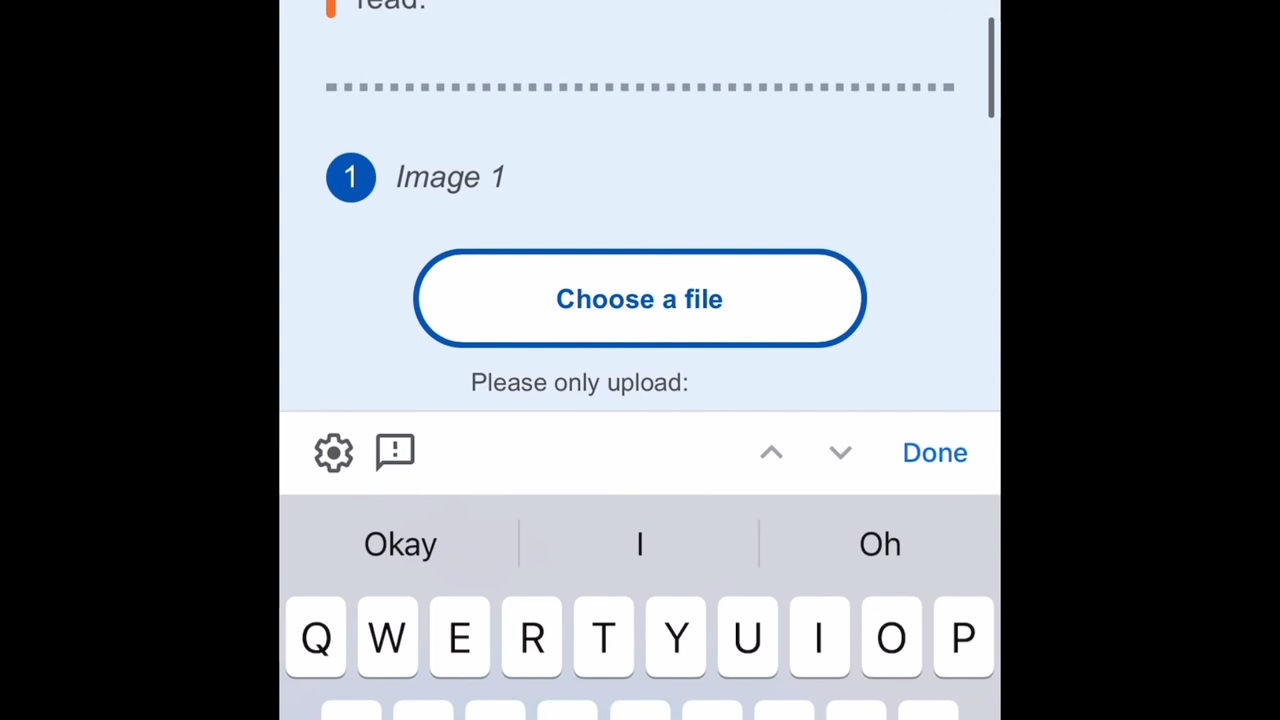 read.
1 Image 1
Choose a file
Please only upload:
Done
Okay I Oh
Q W E R T Y U I O P